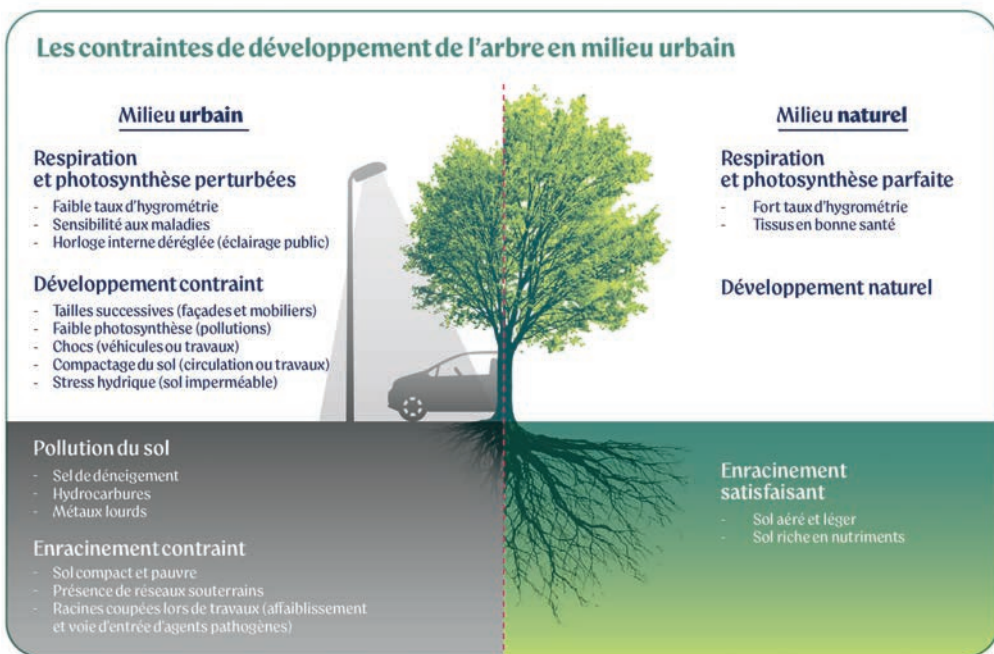 Les contraintes de développement de l'arbre en milieu urbain
Milieu urbain
Respiration
et photosynthèse perturbées
- Faible taux d'hygrométrie
- Sensibilité aux maladies
- Horloge interne déréglée (éclairage public)
Développement contraint
- Tailles successives (façades et mobiliers)
- Faible photosynthèse (pollutions)
- Chocs (véhicules ou travaux)
- Compactage du sol (circulation ou travaux)
- Stress hydrique (sol imperméable)
Pollution du sol
- Sel de déneigement
- Hydrocarbures
- Métaux lourds
Enracinement contraint
- Sol compact et pauvre
- Présence de réseaux souterrains
- Racines coupées lors de travaux (affaiblissement
et voie d'entrée d'agents pathogènes)
Milieu naturel
Respiration
et photosynthèse parfaite
- Fort taux d'hygrométrie
- Tissus en bonne santé
Développement naturel
Enracinement
satisfaisant
- Sol aéré et léger
- Sol riche en nutriments